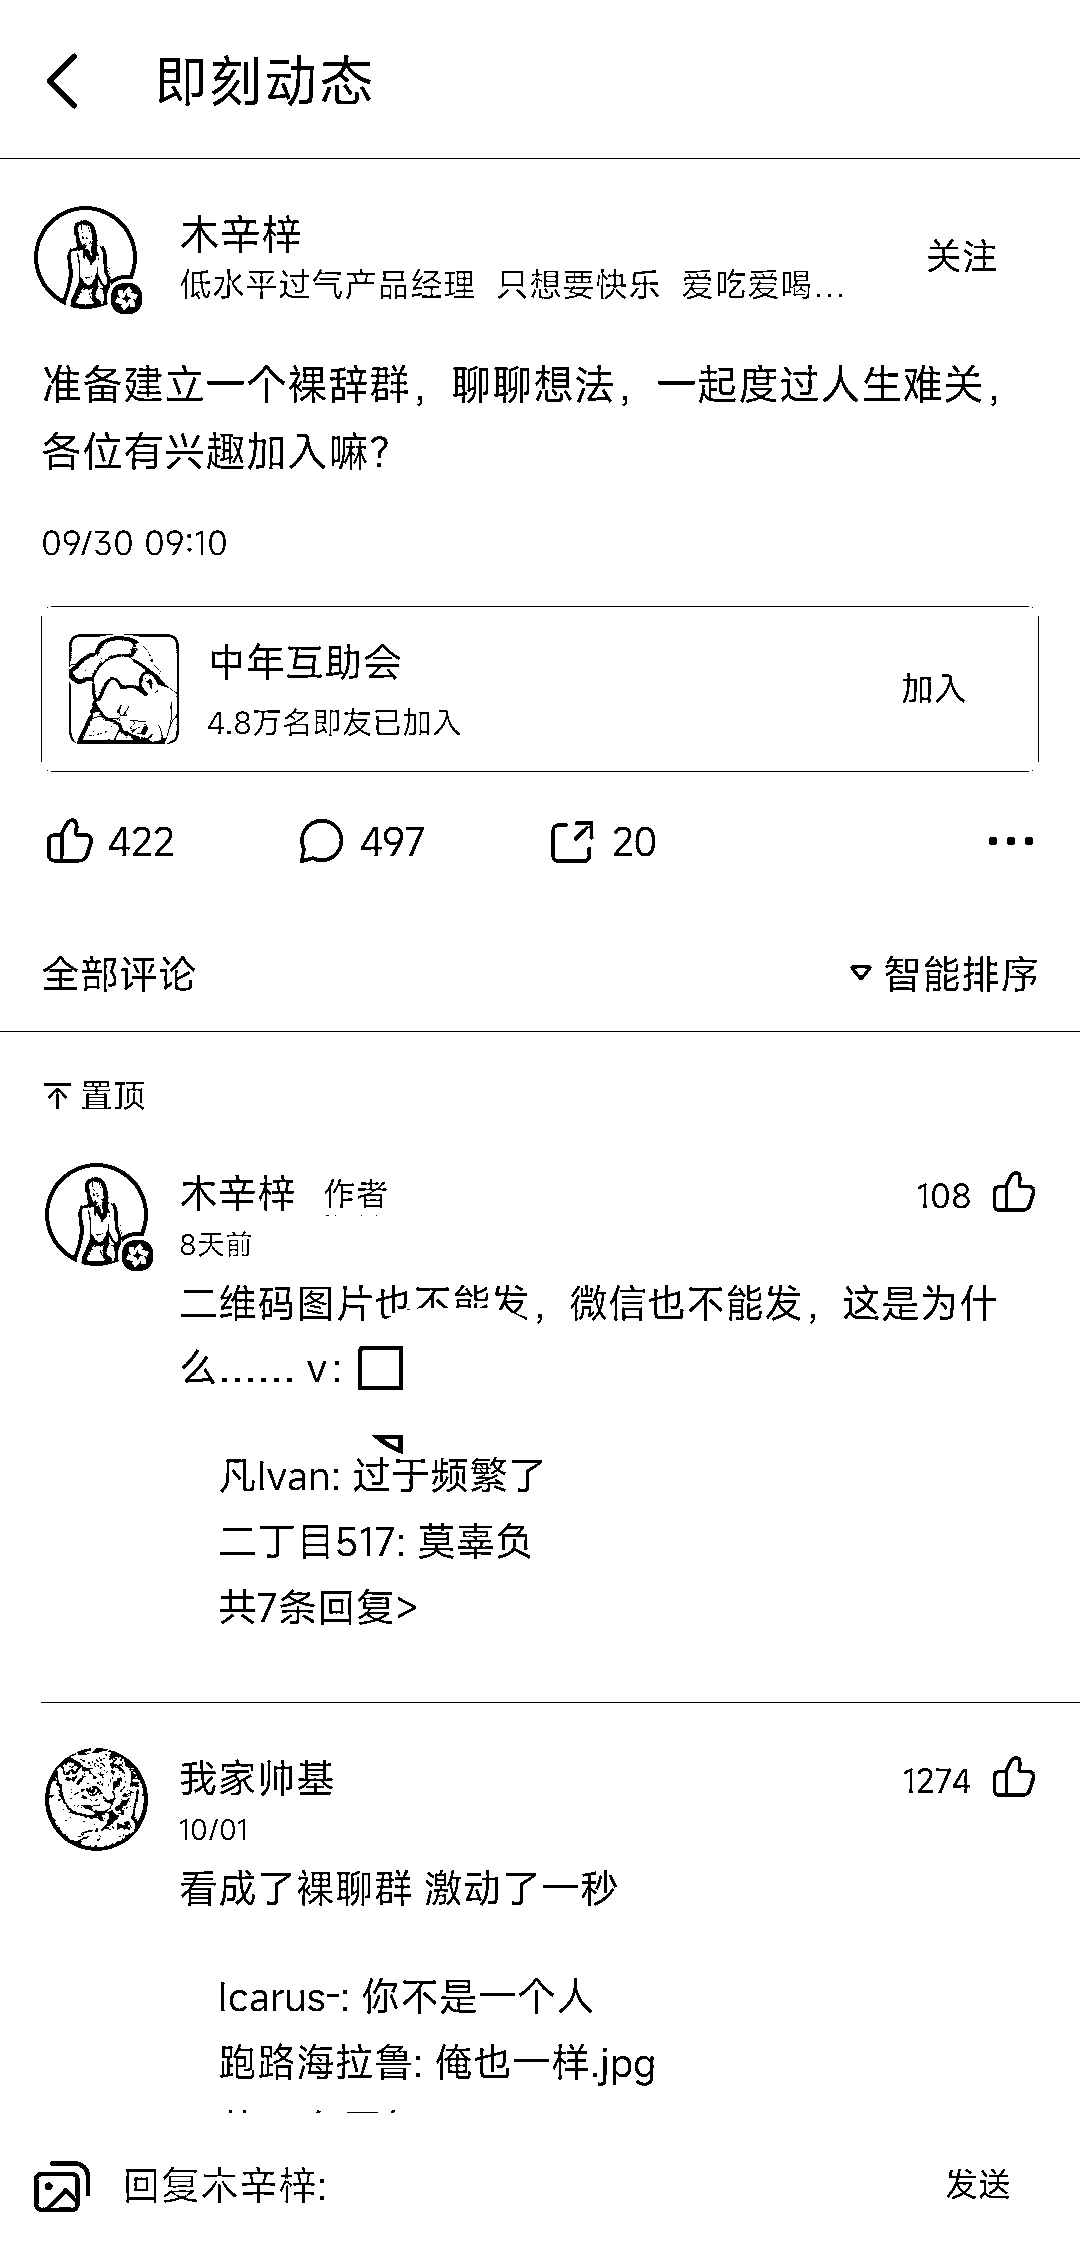 即刻动态
木辛梓
低水平过气产品经理 只想要快乐 爱吃爱喝...
关注
准备建立一个裸辞群，聊聊想法，一起度过人生难关，
各位有兴趣加入嘛？
09/30 09:10
中年互助会
4.8万名即友已加入
加入
422 497 20
全部评论 智能排序
置顶
木辛梓 作者 108
8天前
二维码图片也不能发，微信也不能发，这是为什
么…… v:
凡Ivan: 过于频繁了
二丁目517: 莫辜负
共7条回复>
我家帅基 1274
10/01
看成了裸聊群 激动了一秒
Icarus-: 你不是一个人
跑路海拉鲁: 俺也一样.jpg
回复木辛梓: 发送